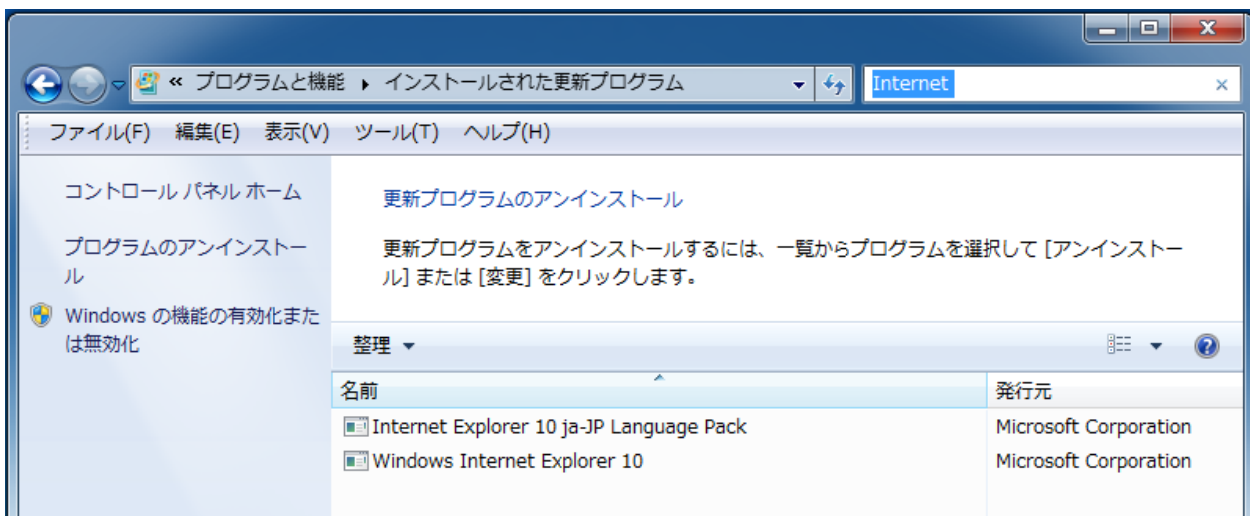 « プログラムと機能 ▸ インストールされた更新プログラム
Internet
ファイル(F) 編集(E) 表示(V) ツール(T) ヘルプ(H)
コントロール パネル ホーム
プログラムのアンインストー
ル
Windows の機能の有効化また
は無効化
更新プログラムのアンインストール
更新プログラムをアンインストールするには、一覧からプログラムを選択して [アンインストー
ル] または [変更] をクリックします。
整理
名前 発行元
Internet Explorer 10 ja-JP Language Pack Microsoft Corporation
Windows Internet Explorer 10 Microsoft Corporation